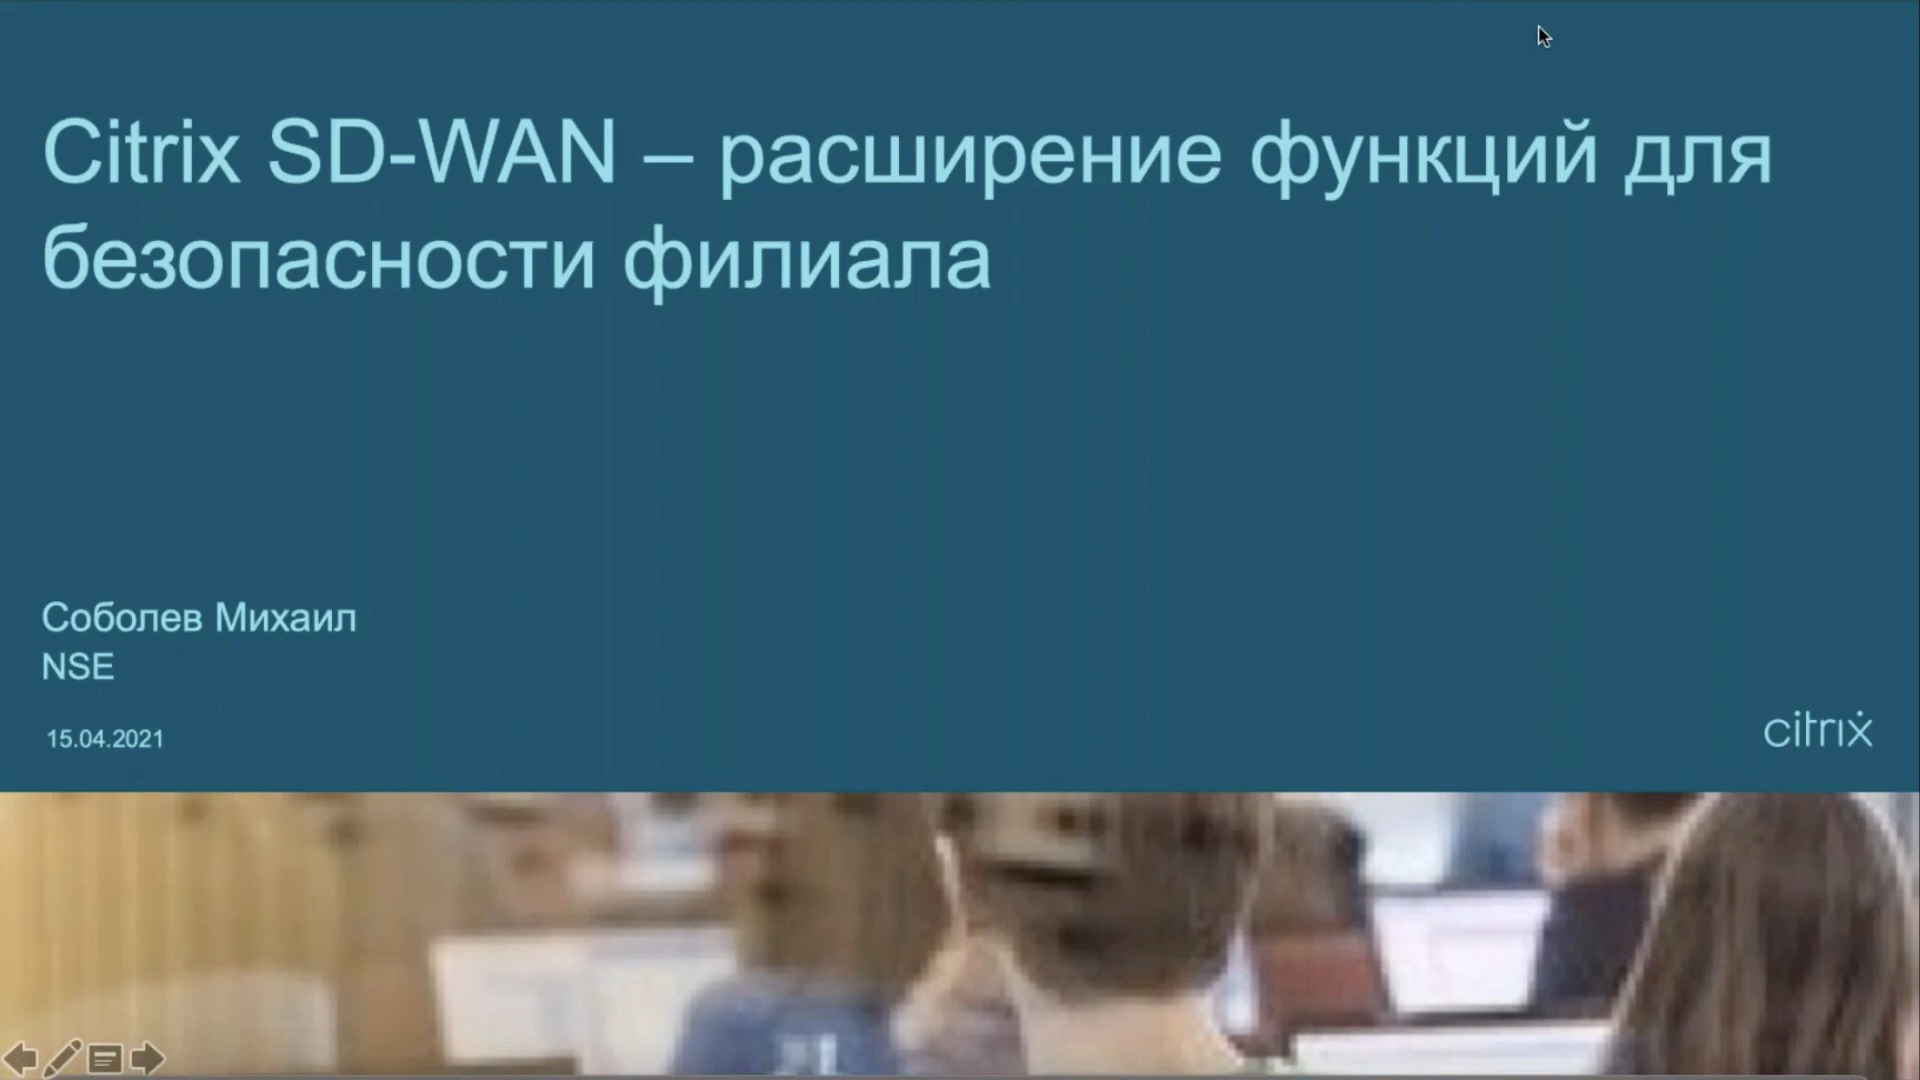 Citrix SD-WAN – расширение функций для
безопасности филиала
Соболев Михаил
NSE
15.04.2021
citrix